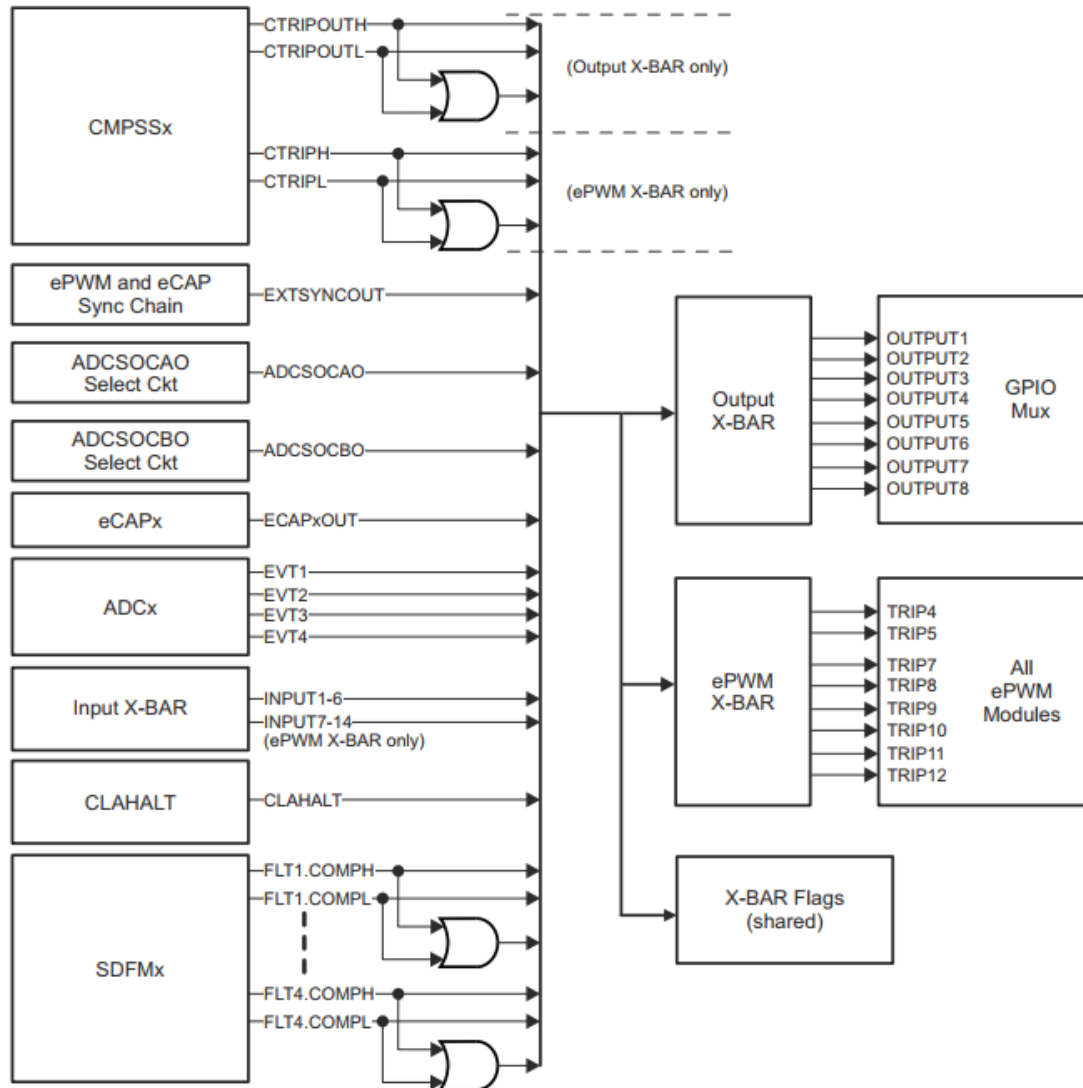 CTRIPOUTH
CTRIPOUTL
(Output X-BAR only)
CMPSSx
CTRIPH
CTRIPL
(ePWM X-BAR only)
ePWM and eCAP
Sync Chain
EXTSYNCOUT
ADCSOCAO
Select Ckt
ADCSOCAO
ADCSOCBO
Select Ckt
ADCSOCBO
eCAPx
ECAPxOUT
ADCx
EVT1
EVT2
EVT3
EVT4
Input X-BAR
INPUT1-6
INPUT7-14
(ePWM X-BAR only)
CLAHALT
CLAHALT
SDFMx
FLT1.COMPH
FLT1.COMPL
FLT4.COMPH
FLT4.COMPL
Output
X-BAR
OUTPUT1
OUTPUT2
OUTPUT3
OUTPUT4
OUTPUT5
OUTPUT6
OUTPUT7
OUTPUT8
GPIO
Mux
ePWM
X-BAR
TRIP4
TRIP5
TRIP7
TRIP8
TRIP9
TRIP10
TRIP11
TRIP12
All
ePWM
Modules
X-BAR Flags
(shared)